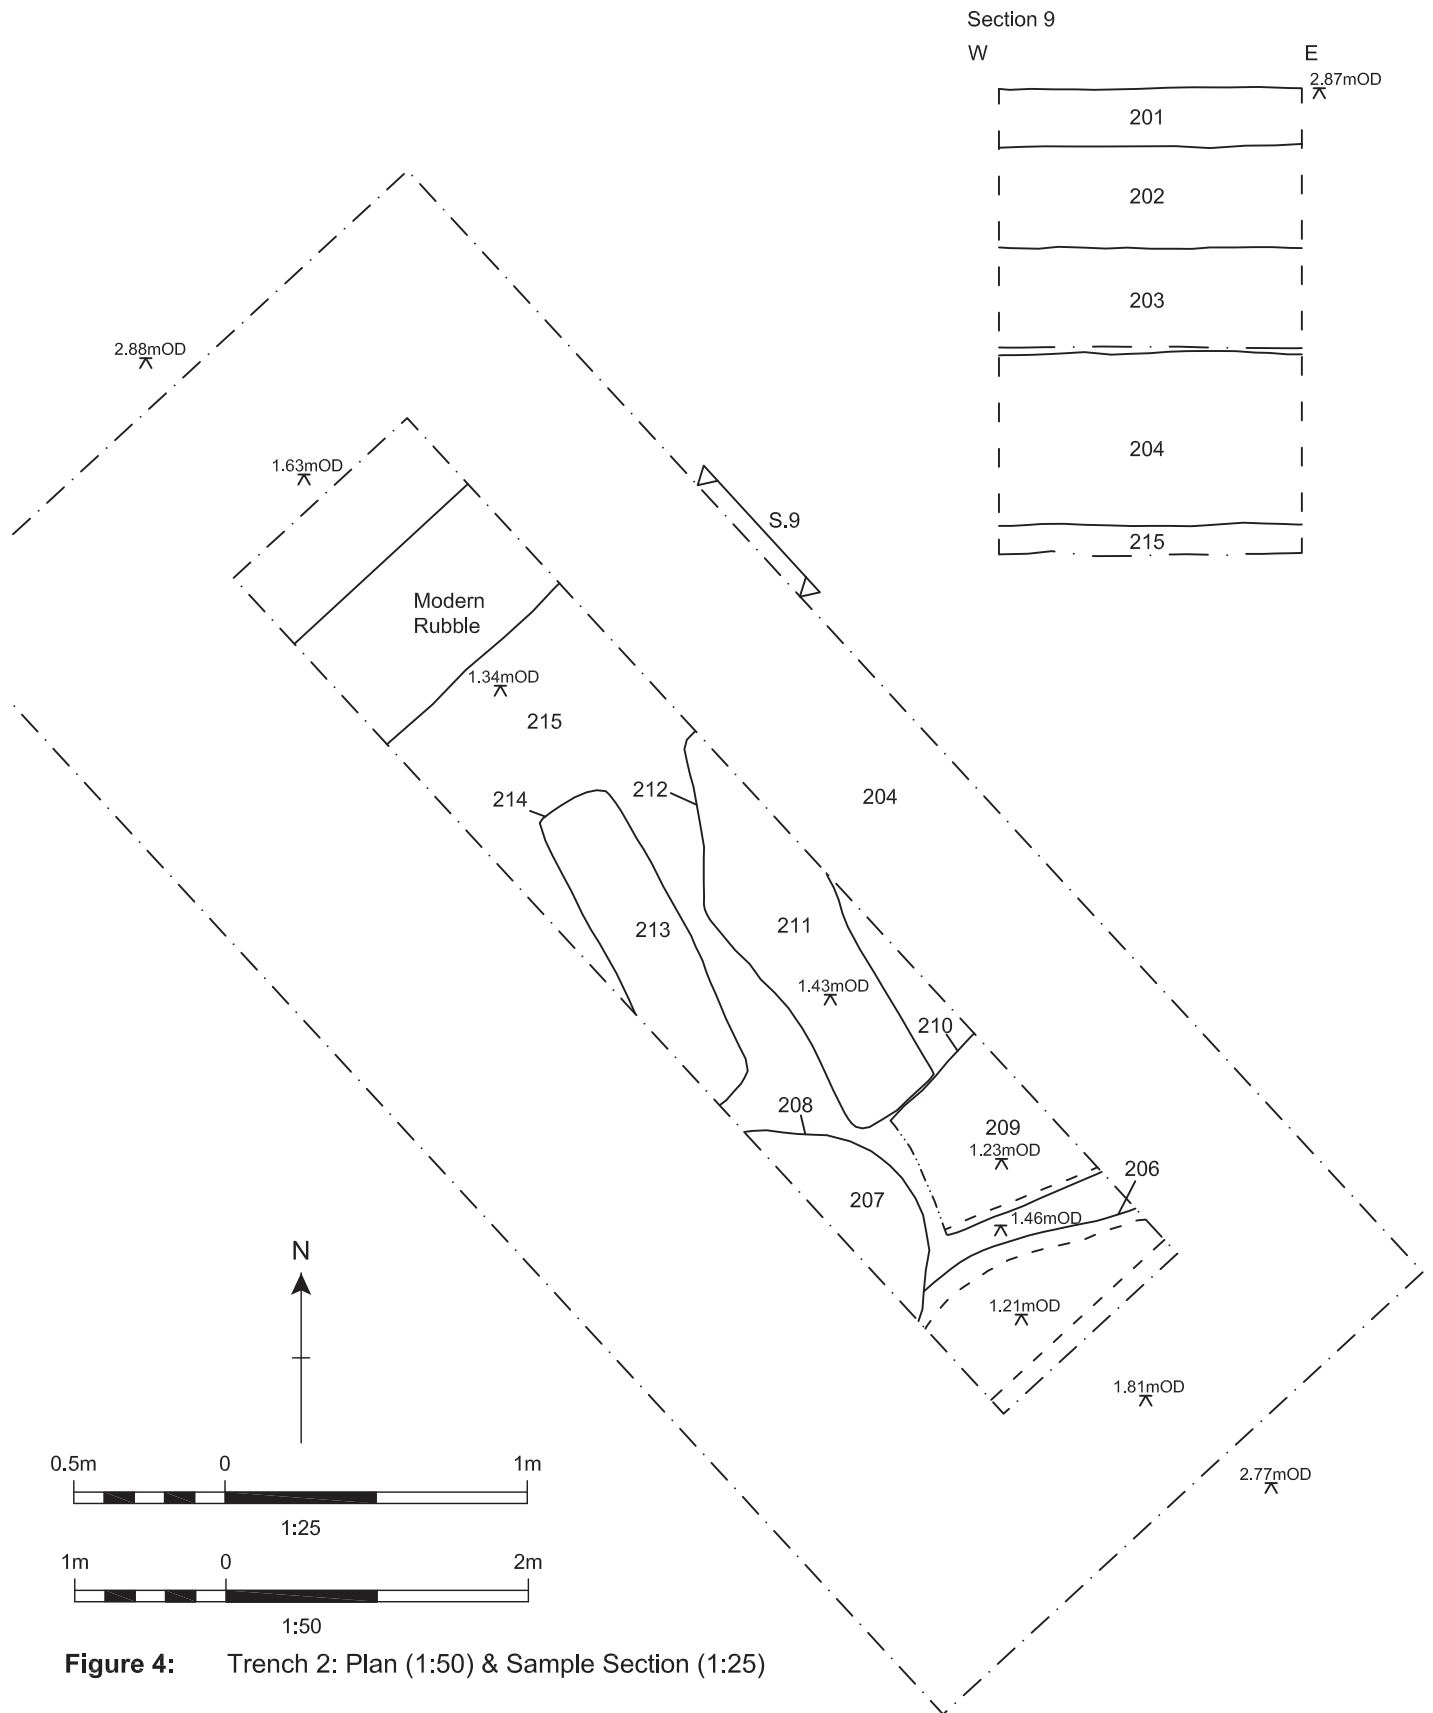 Section 9
W E
2.87mOD
201
202
203
204
215
2.88mOD
1.63mOD
S.9
Modern
Rubble
1.34mOD
215
212
214
204
213
211
1.43mOD
210
208
209
1.23mOD
206
207
1.46mOD
N
1.21mOD
1.81mOD
2.77mOD
0.5m 0 1m
1:25
1m 0 2m
1:50
Figure 4: Trench 2: Plan (1:50) & Sample Section (1:25)